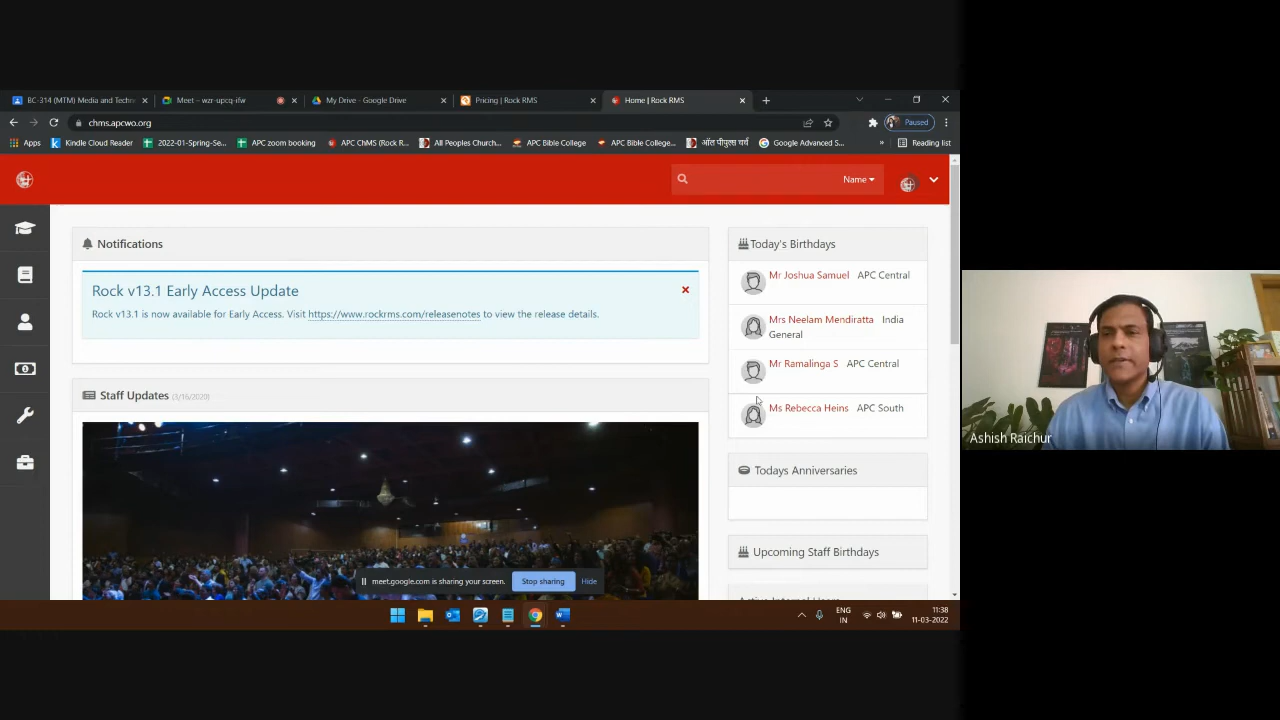 BC-314 (MTM) Media and Techn
Meet – wzr-upcq-ifw
My Drive - Google Drive
Pricing | Rock RMS
Home | Rock RMS
chms.apcwo.org
Paused
Apps
Kindle Cloud Reader
2022-01-Spring-Se...
APC zoom booking
APC ChMS (Rock R...
All Peoples Church...
APC Bible College
APC Bible College...
ऑल पीपुल्स चर्च
Google Advanced S...
»
Reading list
Name
Notifications
Rock v13.1 Early Access Update
Rock v13.1 is now available for Early Access. Visit https://www.rockrms.com/releasenotes to view the release details.
Staff Updates (3/16/2020)
Today's Birthdays
Mr Joshua Samuel APC Central
Mrs Neelam Mendiratta India
General
Mr Ramalinga S APC Central
Ms Rebecca Heins APC South
Todays Anniversaries
Upcoming Staff Birthdays
meet.google.com is sharing your screen.
Stop sharing
Hide
ENG
IN
11:38
11-03-2022
Ashish Raichur